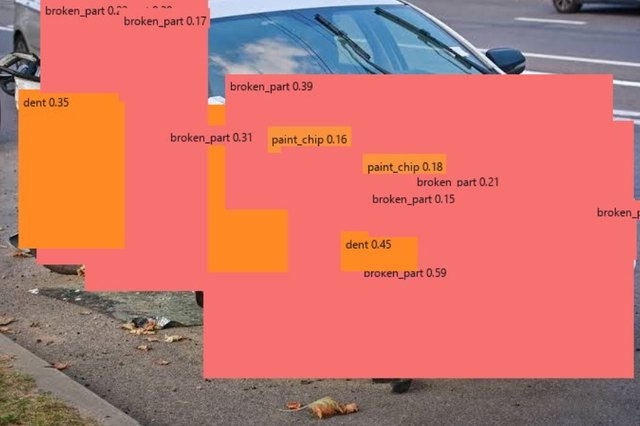 broken_part
broken_part 0.17
broken_part 0.39
dent 0.35
broken_part 0.31
paint_chip 0.16
paint_chip 0.18
broken_part 0.21
broken_part 0.15
dent 0.45
broken_part 0.59